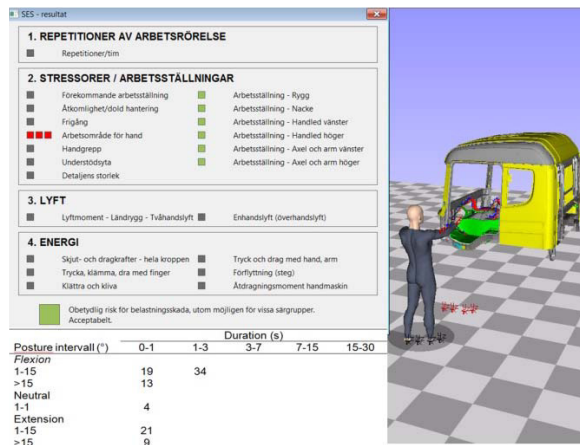 SES - resultat
1. REPETITIONER AV ARBETSRÖRELSE
Repetitioner/tim
2. STRESSORER / ARBETSSTÄLLNINGAR
Förekommande arbetsställning Arbetsställning - Rygg
Åtkomlighet/dold hantering Arbetsställning - Nacke
Frigång Arbetsställning - Handled vänster
Arbetsområde för hand Arbetsställning - Handled höger
Handgrepp Arbetsställning - Axel och arm vänster
Understödsyta Arbetsställning - Axel och arm höger
Detaljens storlek
3. LYFT
Lyftmoment - Ländrygg - Tvåhandslyft Enhandslyft (överhandslyft)
4. ENERGI
Skjut- och dragkrafter - hela kroppen Tryck och drag med hand, arm
Trycka, klämma, dra med finger Förflyttning (steg)
Klättra och kliva Åtdragningsmoment handmaskin
Obetydlig risk för belastningsskada, utom möjligen för vissa särgrupper.
Acceptabelt.
Duration (s)
Posture intervall (°) 0-1 1-3 3-7 7-15 15-30
Flexion
1-15 19 34
>15 13
Neutral
1-1 4
Extension
1-15 21
>15 9